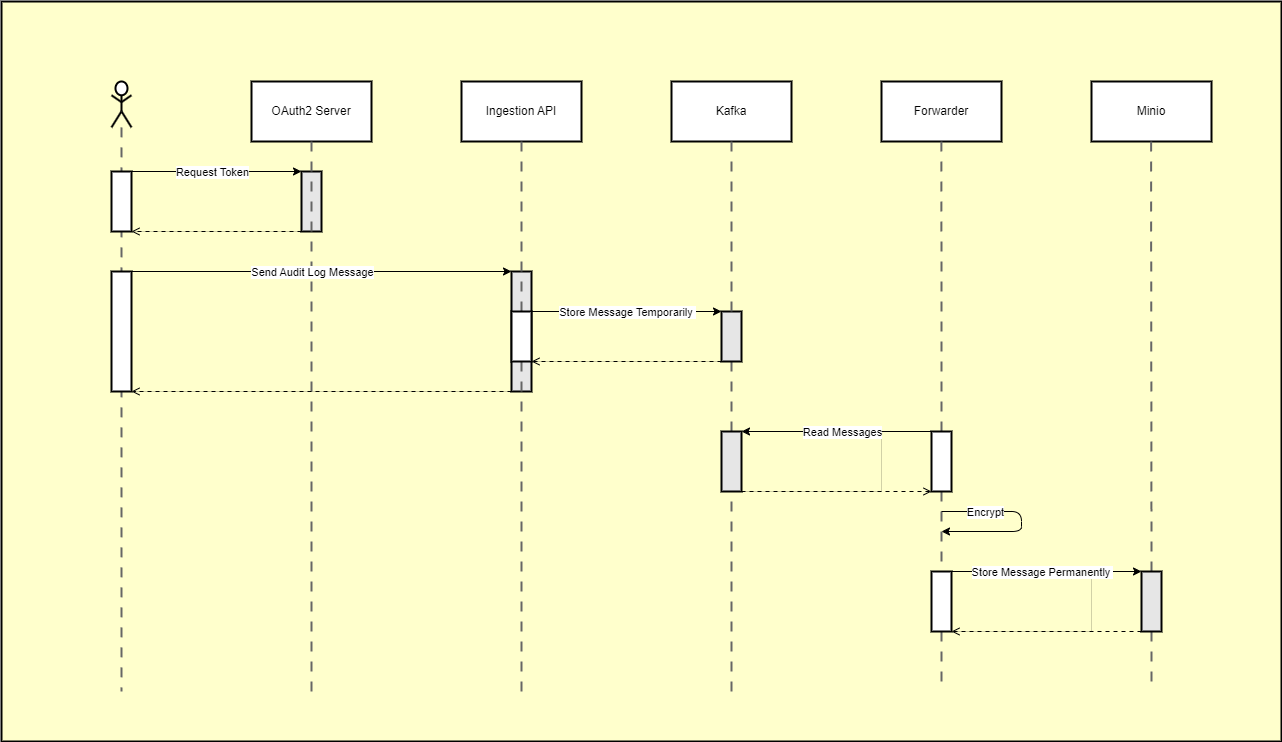 OAuth2 Server
Ingestion API
Kafka
Forwarder
Minio
Request Token
Send Audit Log Message
Store Message Temporarily
Read Messages
Encrypt
Store Message Permanently